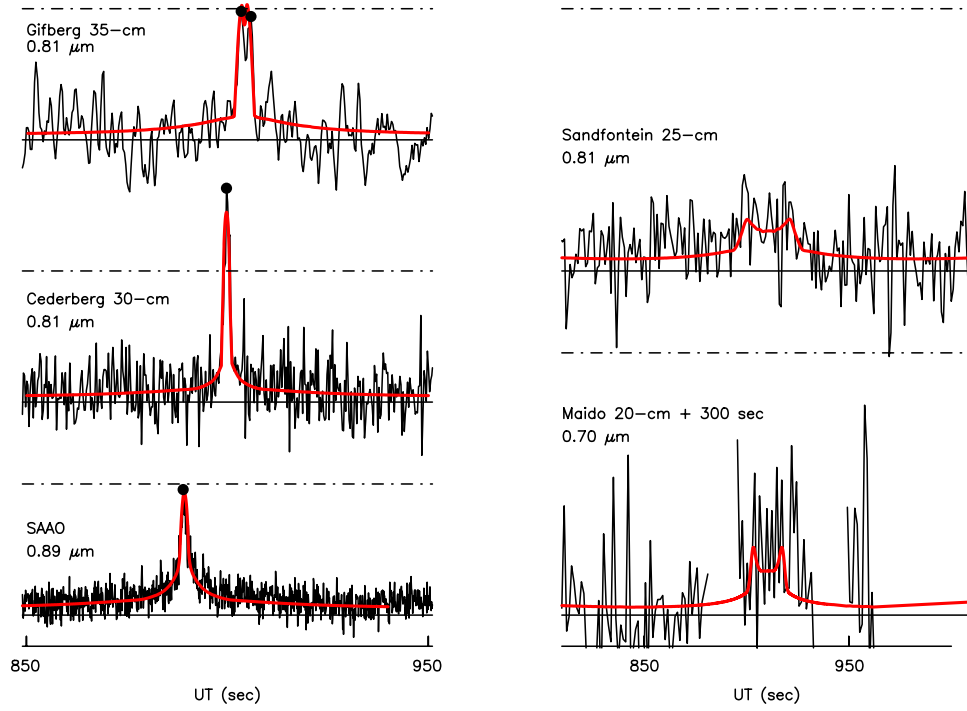 Gifberg 35-cm
0.81 μm
Cederberg 30-cm
0.81 μm
SAAO
0.89 μm
850 950
UT (sec)
Sandfontein 25-cm
0.81 μm
Maido 20-cm + 300 sec
0.70 μm
850 950
UT (sec)